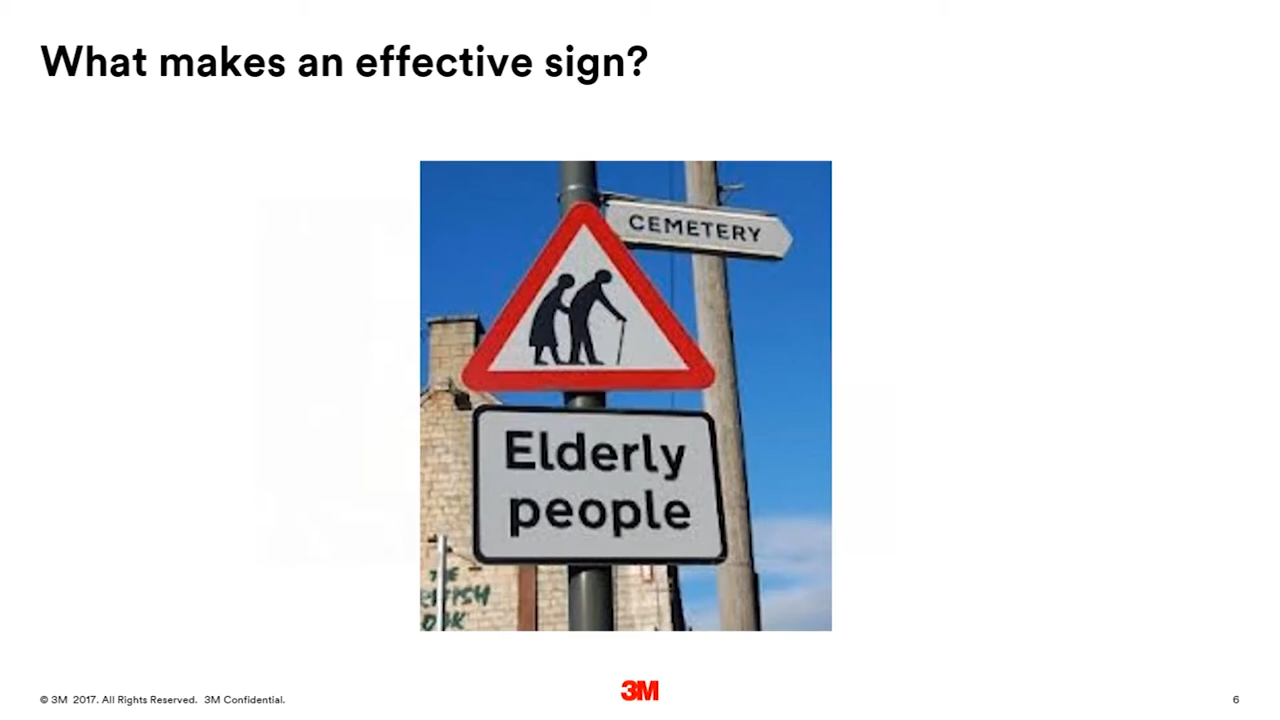 What makes an effective sign?
CEMETERY
Elderly
people
© 3M 2017. All Rights Reserved. 3M Confidential.
3M
6